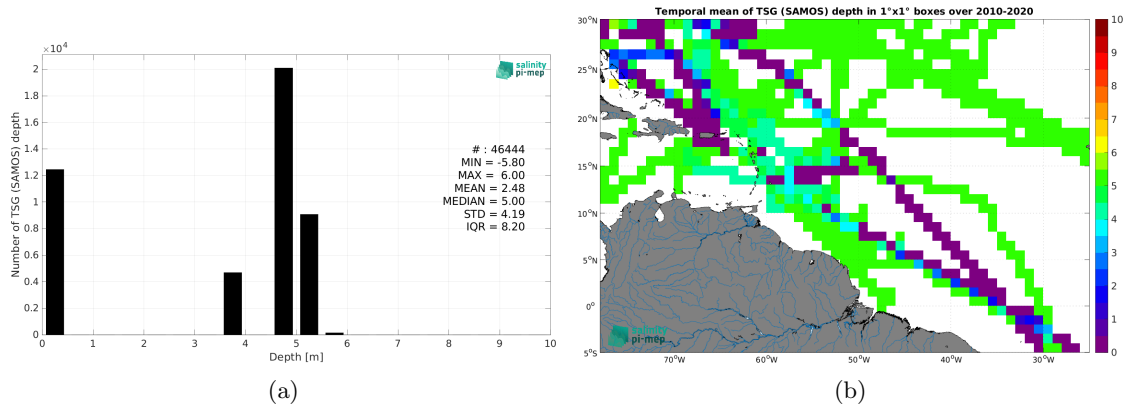 ×10⁴
2
1.8
1.6
1.4
1.2
1
0.8
0.6
0.4
0.2
0
Number of TSG (SAMOS) depth
salinity
pi-mep
# : 46444
MIN = -5.80
MAX = 6.00
MEAN = 2.48
MEDIAN = 5.00
STD = 4.19
IQR = 8.20
0 1 2 3 4 5 6 7 8 9 10
Depth [m]
(a)
Temporal mean of TSG (SAMOS) depth in 1°x1° boxes over 2010-2020
30°N
25°N
20°N
15°N
10°N
5°N
0°
5°S
salinity
pi-mep
70°W 60°W 50°W 40°W 30°W
10
9
8
7
6
5
4
3
2
1
0
(b)